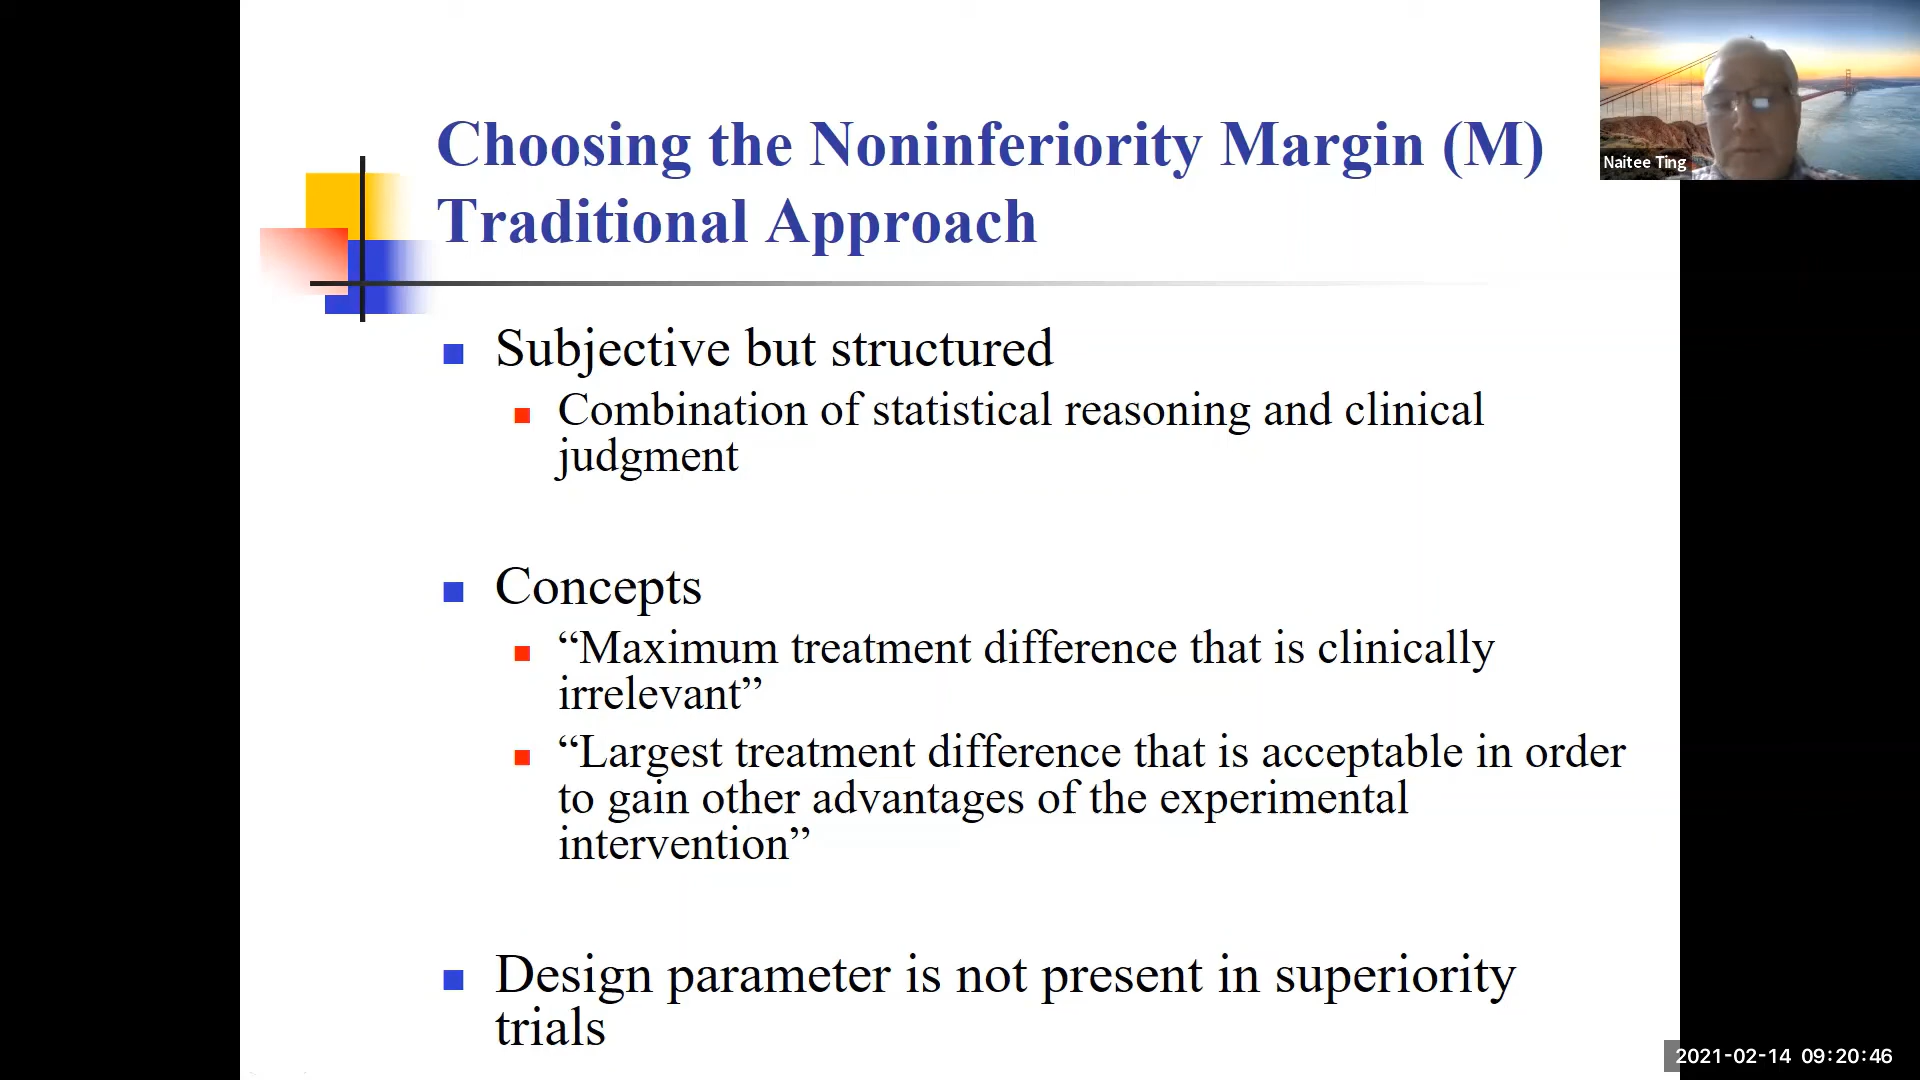 Choosing the Noninferiority Margin (M)
Traditional Approach
Naitee Ting
Subjective but structured
Combination of statistical reasoning and clinical
judgment
Concepts
“Maximum treatment difference that is clinically
irrelevant”
“Largest treatment difference that is acceptable in order
to gain other advantages of the experimental
intervention”
Design parameter is not present in superiority
trials
2021-02-14 09:20:46